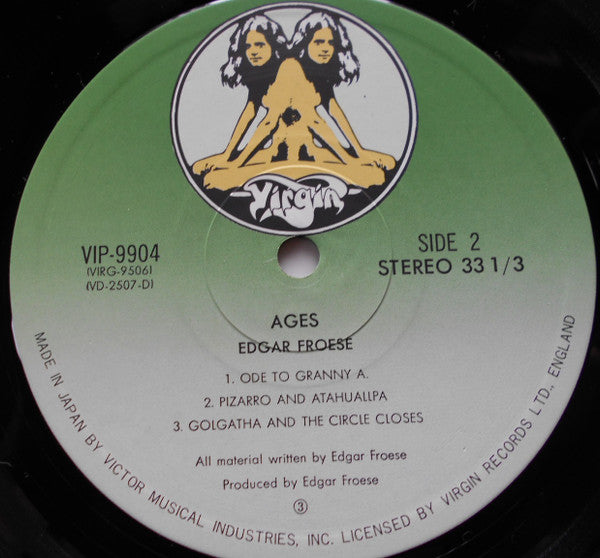 Virgin
VIP-9904
(VIRG-9506)
(VD-2507-D)
SIDE 2
STEREO 33 1/3
AGES
EDGAR FROESE
1. ODE TO GRANNY A.
2. PIZARRO AND ATAHUALLPA
3. GOLGATHA AND THE CIRCLE CLOSES
All material written by Edgar Froese
Produced by Edgar Froese
③
MADE IN JAPAN BY VICTOR MUSICAL INDUSTRIES, INC. LICENSED BY VIRGIN RECORDS LTD., ENGLAND